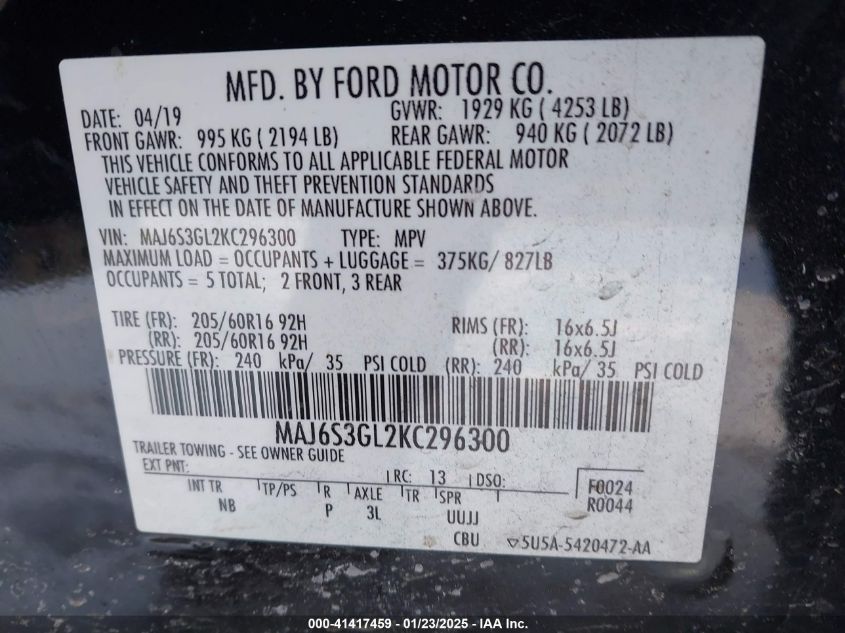 MFD. BY FORD MOTOR CO.
DATE: 04/19 GVWR: 1929 KG ( 4253 LB)
FRONT GAWR: 995 KG ( 2194 LB) REAR GAWR: 940 KG ( 2072 LB)
THIS VEHICLE CONFORMS TO ALL APPLICABLE FEDERAL MOTOR
VEHICLE SAFETY AND THEFT PREVENTION STANDARDS
IN EFFECT ON THE DATE OF MANUFACTURE SHOWN ABOVE.
VIN: MAJ6S3GL2KC296300 TYPE: MPV
MAXIMUM LOAD = OCCUPANTS + LUGGAGE = 375KG/ 827LB
OCCUPANTS = 5 TOTAL; 2 FRONT, 3 REAR
TIRE (FR): 205/60R16 92H RIMS (FR): 16x6.5J
(RR): 205/60R16 92H (RR): 16x6.5J
PRESSURE (FR): 240 kPa/ 35 PSI COLD (RR): 240 kPa/ 35 PSI COLD
MAJ6S3GL2KC296300
TRAILER TOWING - SEE OWNER GUIDE
EXT PNT: RC: 13 DSO: F0024
R0044
INT TR TP/PS R AXLE TR SPR
NB P 3L UUJJ
CBU 5U5A-5420472-AA
000-41417459 - 01/23/2025 - IAA, Inc.